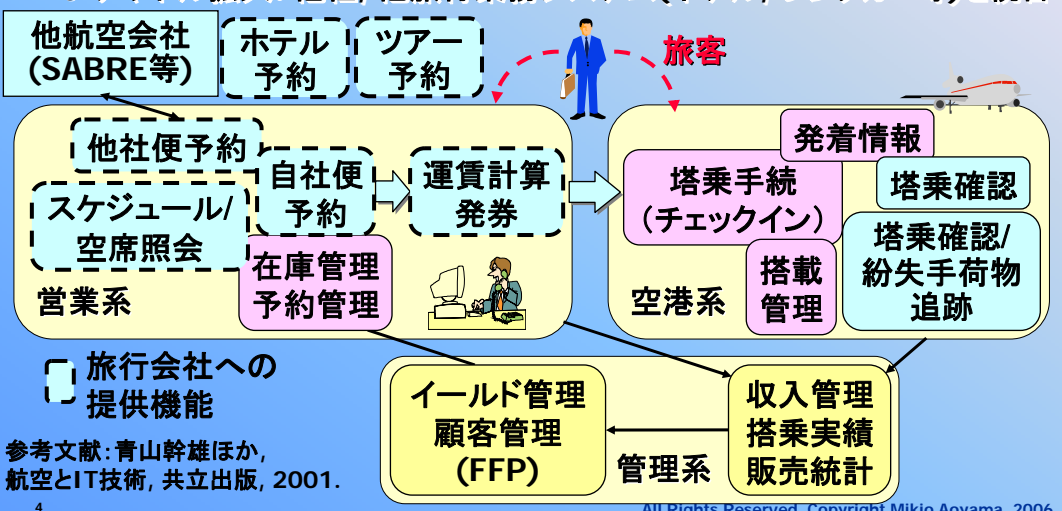 他航空会社
(SABRE等)
ホテル
予約
ツアー
予約
旅客
他社便予約
自社便
予約
運賃計算
発券
スケジュール/
空席照会
在庫管理
予約管理
営業系
発着情報
塔乗手続
(チェックイン)
塔乗確認
塔乗確認/
紛失手荷物
追跡
搭載
管理
空港系
旅行会社への
提供機能
イールド管理
顧客管理
(FFP)
収入管理
搭乗実績
販売統計
管理系
参考文献:青山幹雄ほか,
航空とIT技術, 共立出版, 2001.
4
All Rights Reserved, Copyright Mikio Aoyama, 2006